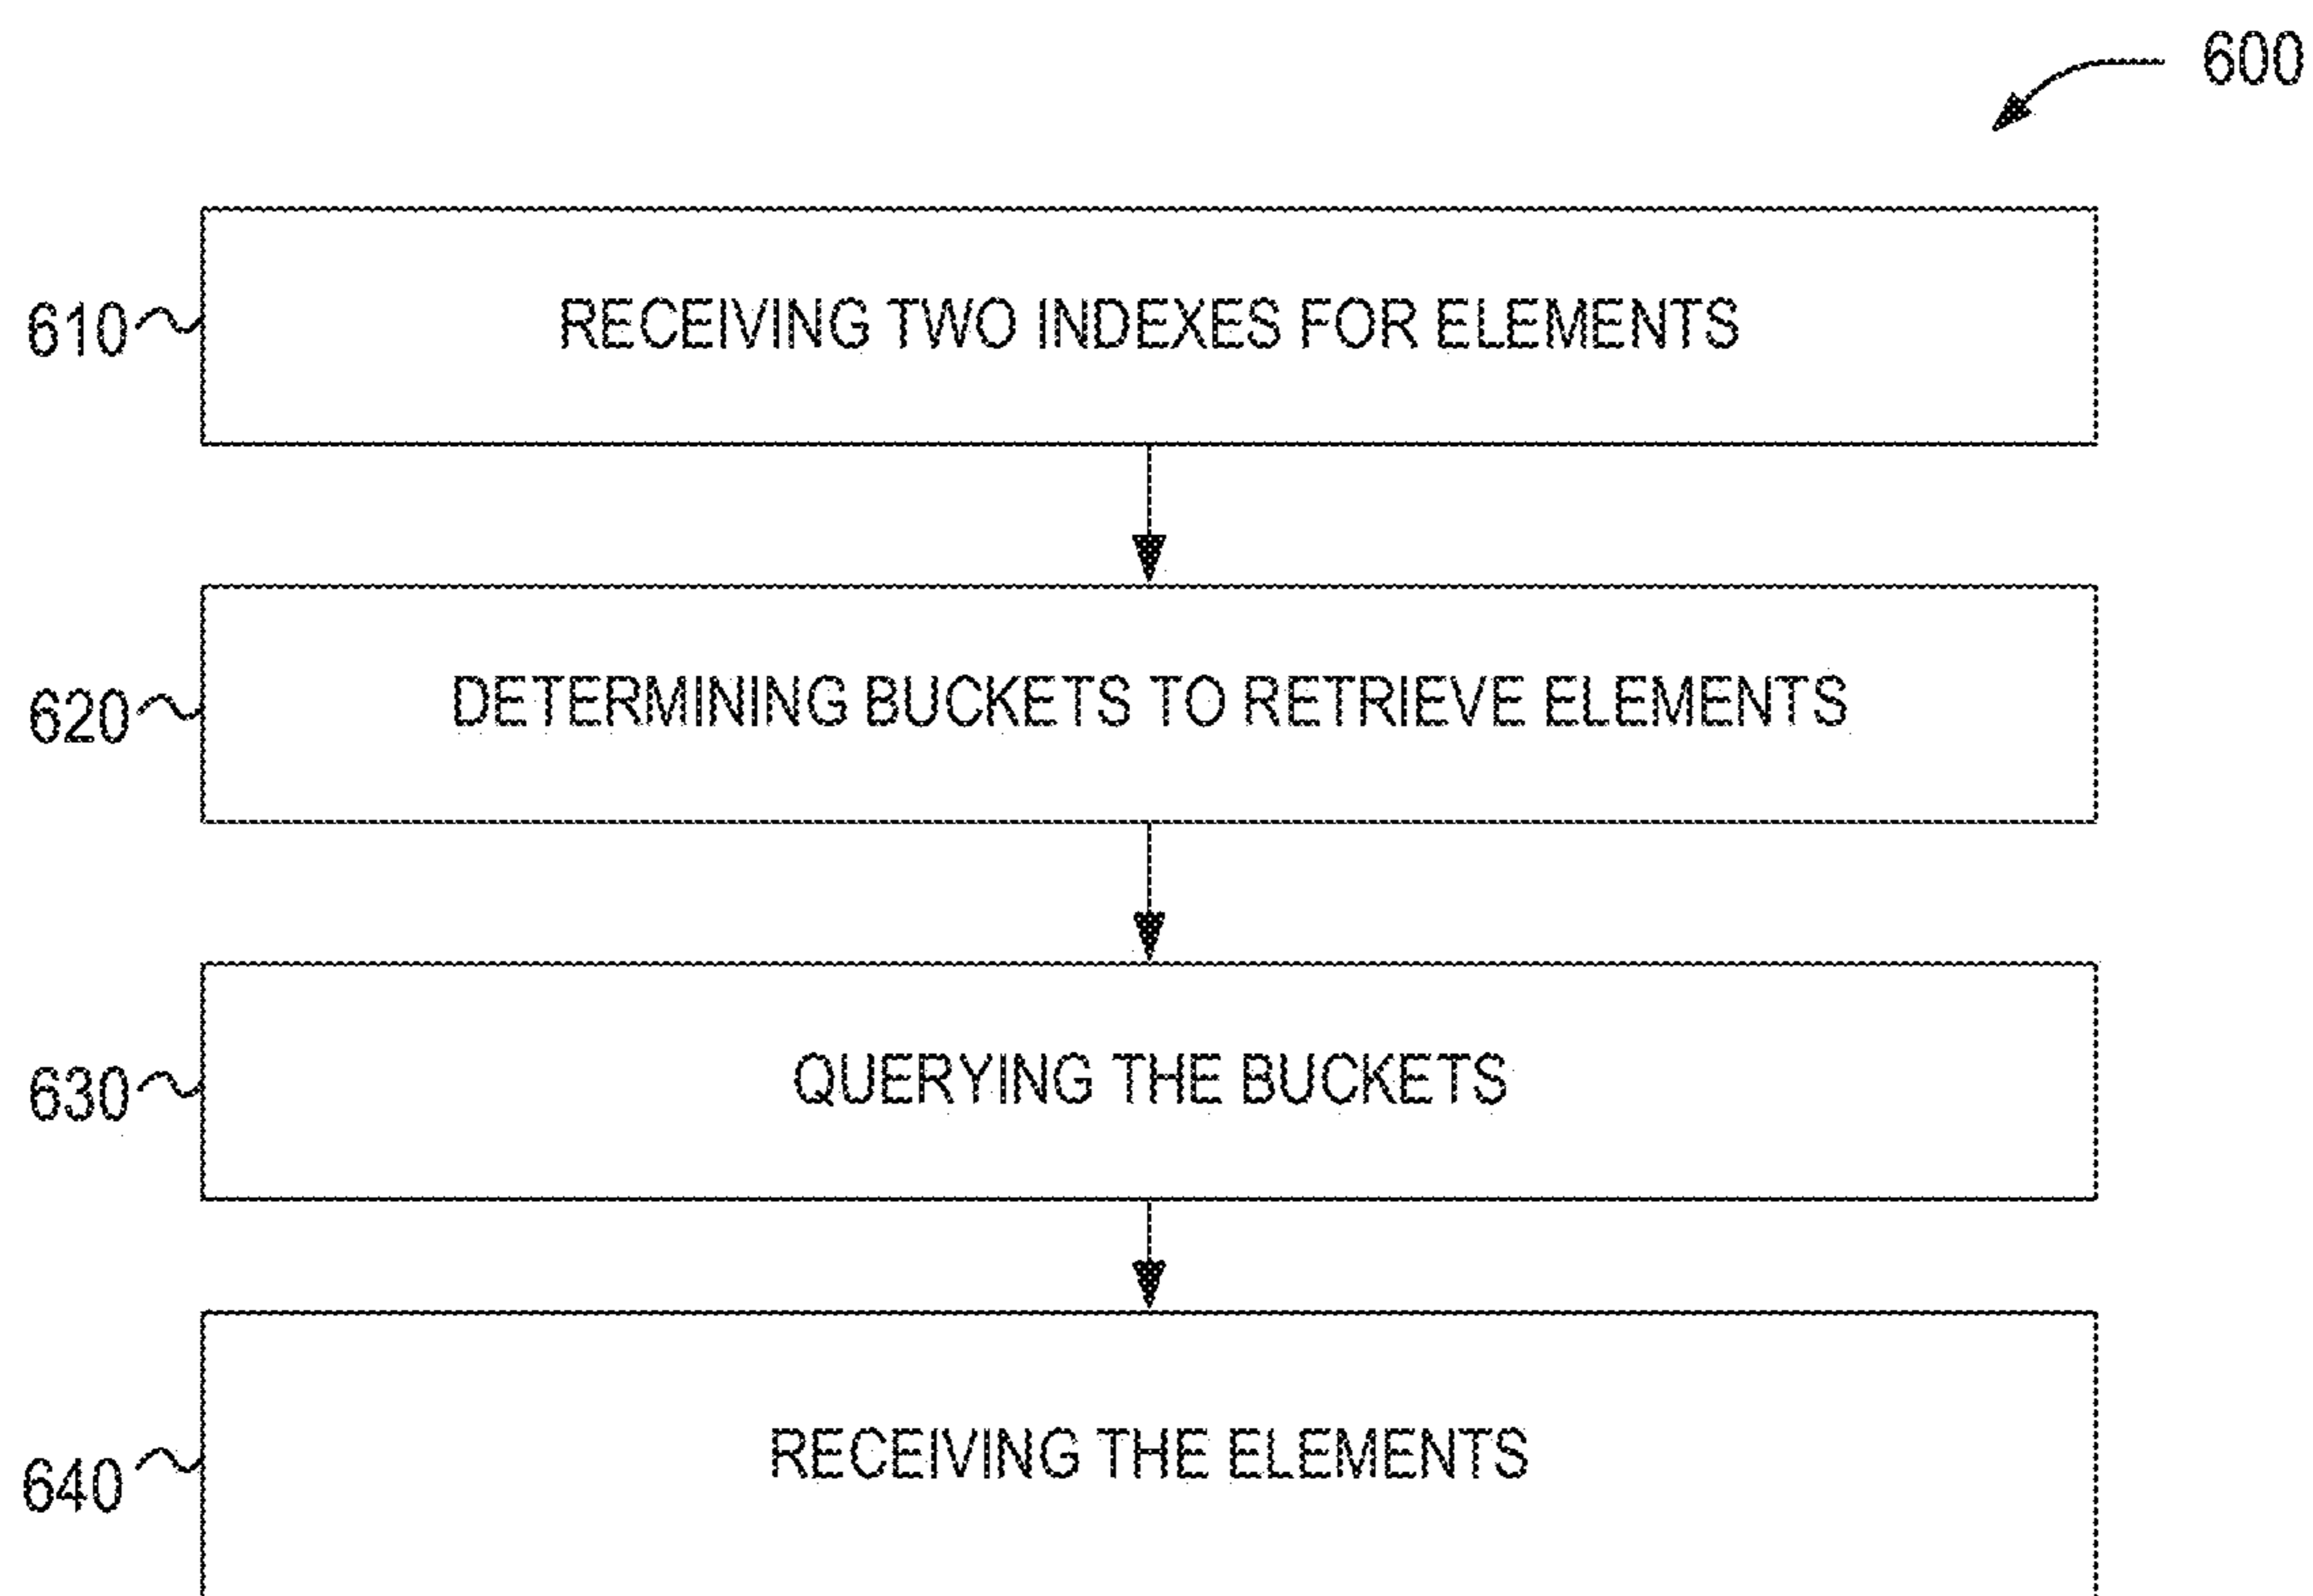 600
610 RECEIVING TWO INDEXES FOR ELEMENTS
620 DETERMINING BUCKETS TO RETRIEVE ELEMENTS
630 QUERYING THE BUCKETS
640 RECEIVING THE ELEMENTS